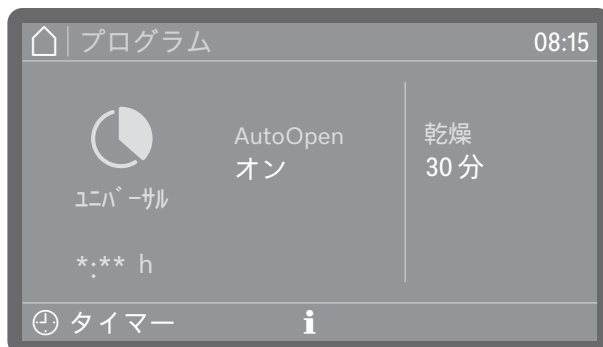 プログラム 08:15
AutoOpen
オン
乾燥
30 分
ﾕﾆﾊﾞｰｻﾙ
*:** h
タイマー i